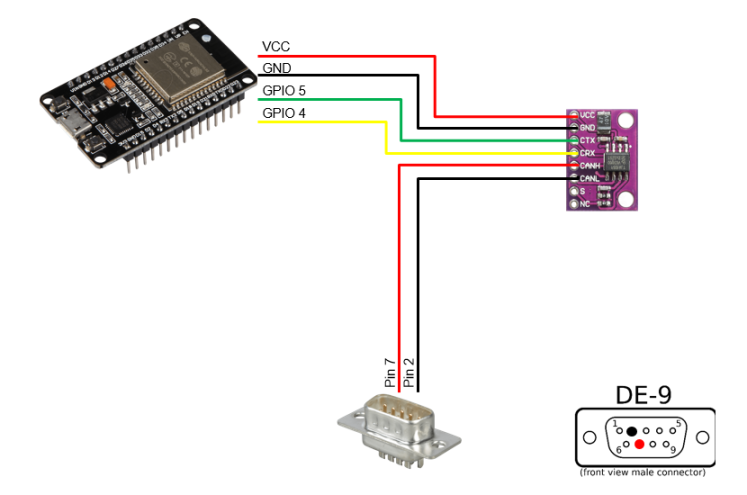 VCC
GND
GPIO 5
GPIO 4
VCC
GND
CTX
CRX
CANH
CANL
S
NC
Pin 7
Pin 2
DE-9
1
5
6
9
(front view male connector)